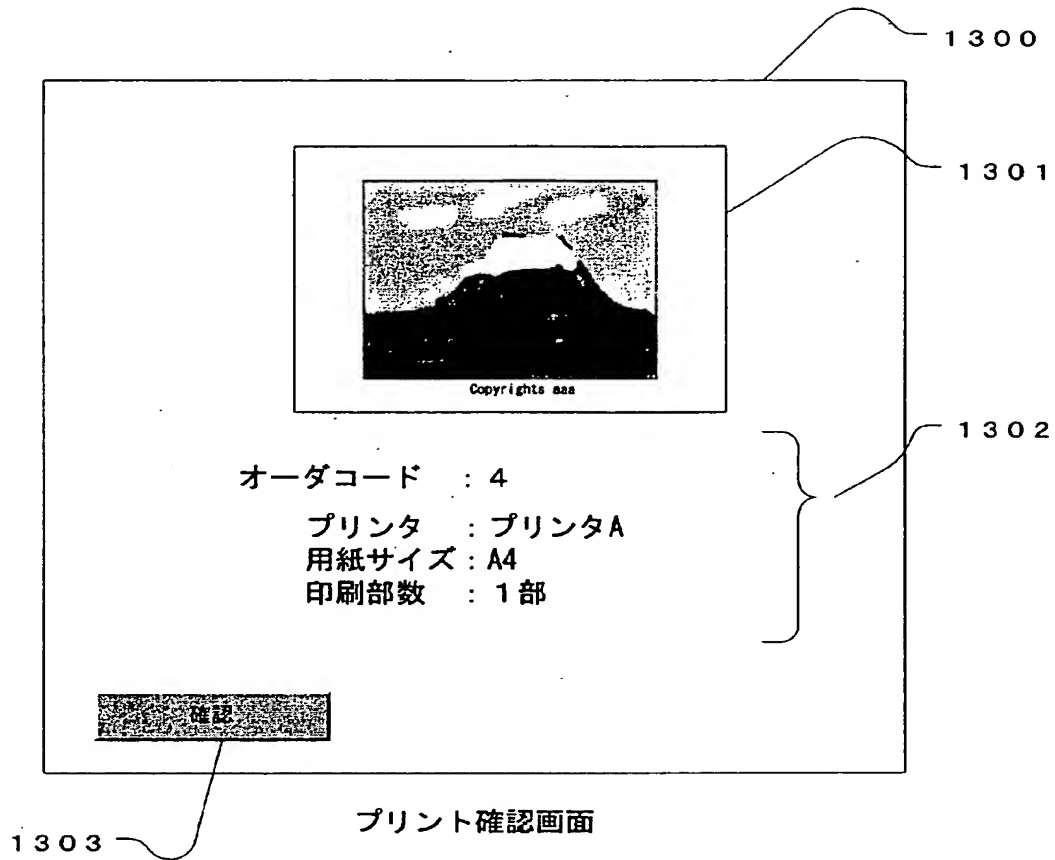 １３００
１３０１
Copyrights aaa
１３０２
オーダコード　：４
プリンタ　：プリンタA
用紙サイズ：A4
印刷部数　：１部
確認
１３０３
プリント確認画面